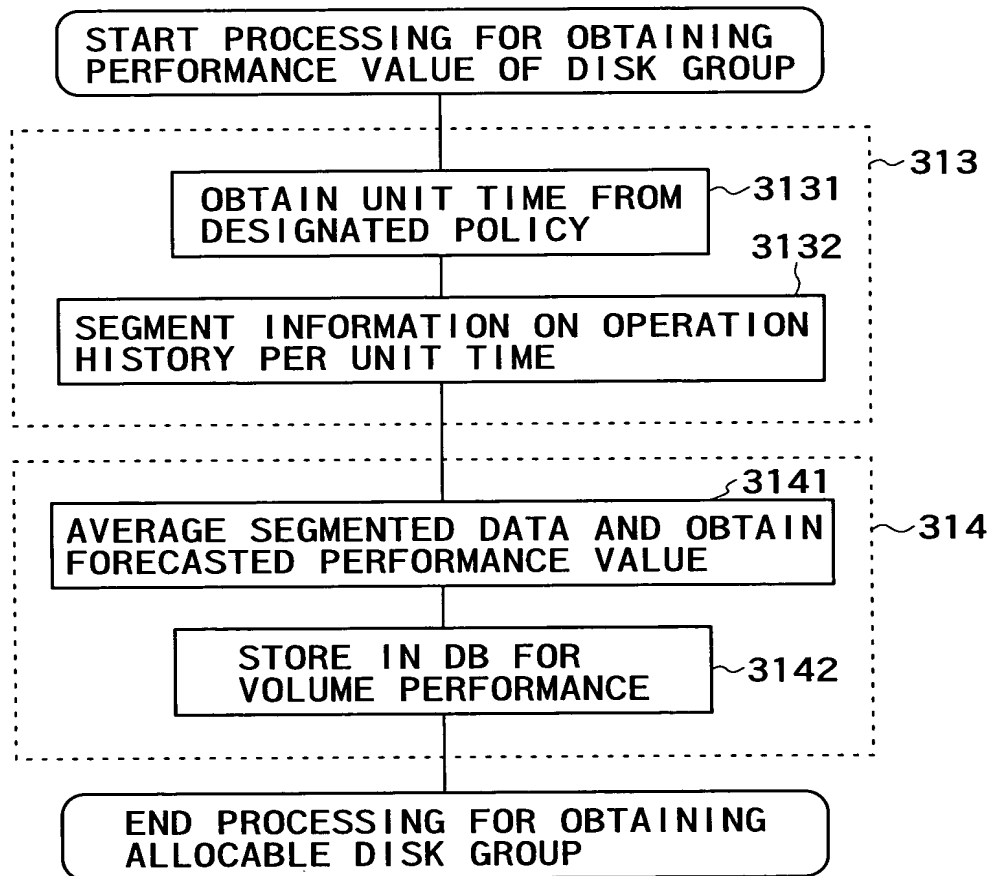 START PROCESSING FOR OBTAINING
PERFORMANCE VALUE OF DISK GROUP
313
OBTAIN UNIT TIME FROM
DESIGNATED POLICY
3131
3132
SEGMENT INFORMATION ON OPERATION
HISTORY PER UNIT TIME
3141
AVERAGE SEGMENTED DATA AND OBTAIN
FORECASTED PERFORMANCE VALUE
314
STORE IN DB FOR
VOLUME PERFORMANCE
3142
END PROCESSING FOR OBTAINING
ALLOCABLE DISK GROUP